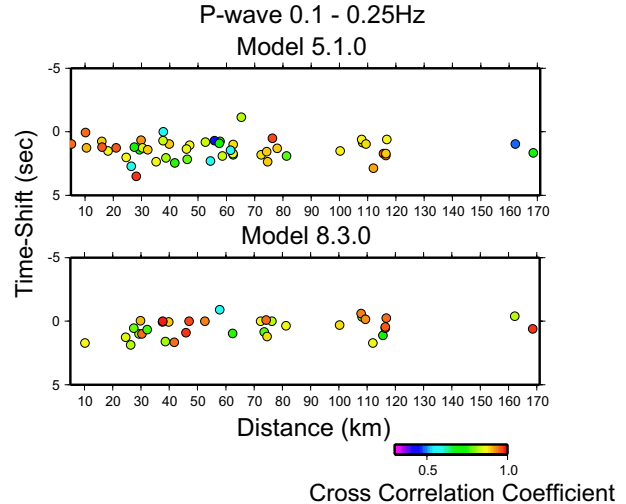 P-wave 0.1 - 0.25Hz
Model 5.1.0
-5
0
5
10 20 30 40 50 60 70 80 90 100 110 120 130 140 150 160 170
Time-Shift (sec)
Model 8.3.0
-5
0
5
10 20 30 40 50 60 70 80 90 100 110 120 130 140 150 160 170
Distance (km)
0.5 1.0
Cross Correlation Coefficient